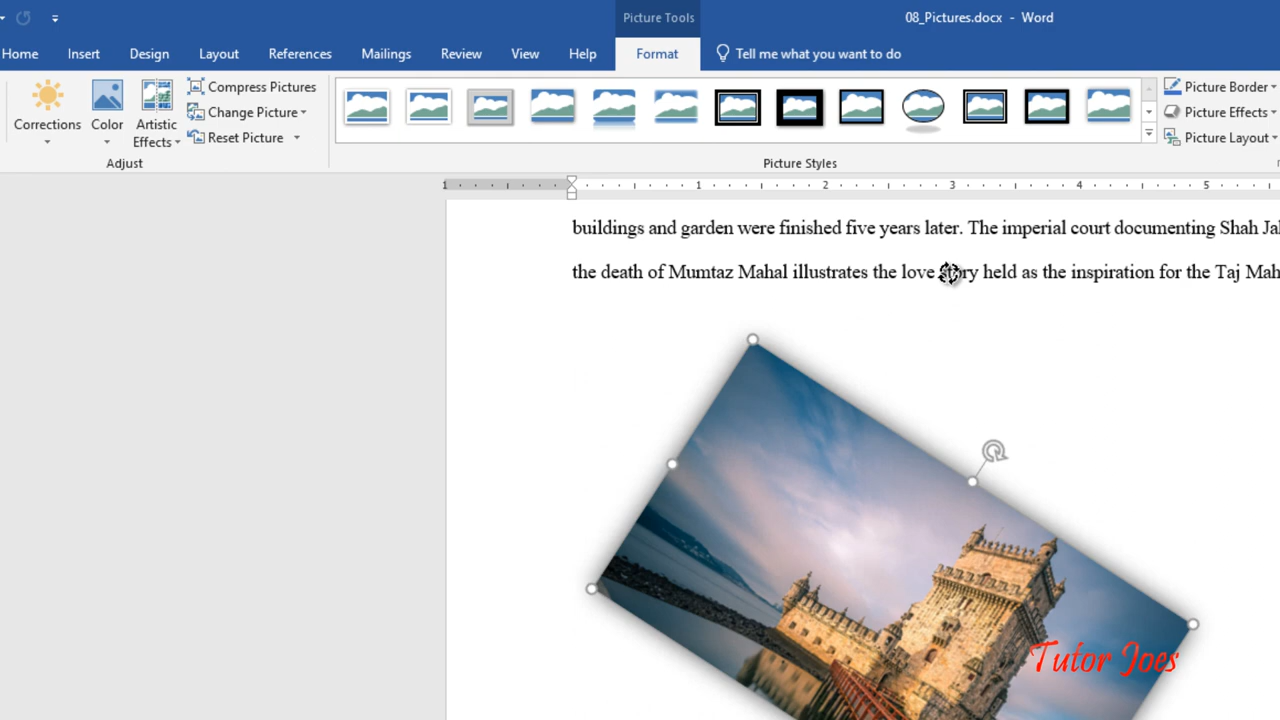 Picture Tools
08_Pictures.docx - Word
Home Insert Design Layout References Mailings Review View Help Format Tell me what you want to do
Corrections
Color
Artistic Effects
Compress Pictures
Change Picture
Reset Picture
Picture Border
Picture Effects
Picture Layout
Adjust
Picture Styles
1 1 2 3 4 5
buildings and garden were finished five years later. The imperial court documenting Shah
the death of Mumtaz Mahal illustrates the love story held as the inspiration for the Taj Mah
Tutor Joes